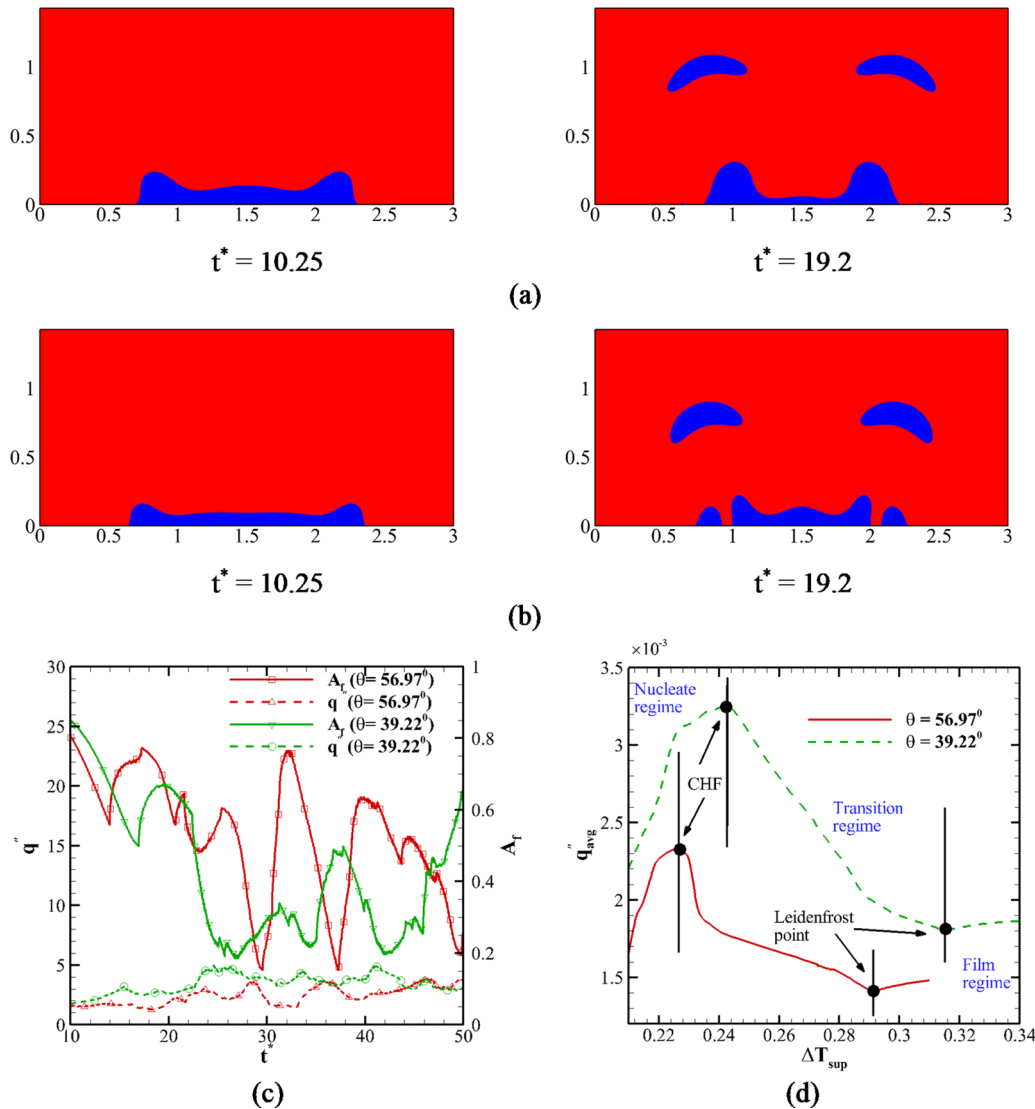 1
0.5
0
0 0.5 1 1.5 2 2.5 3
t* = 10.25
1
0.5
0
0 0.5 1 1.5 2 2.5 3
t* = 19.2
(a)
1
0.5
0
0 0.5 1 1.5 2 2.5 3
t* = 10.25
1
0.5
0
0 0.5 1 1.5 2 2.5 3
t* = 19.2
(b)
30
25
20
15
10
5
0
q″
10 20 30 40 50
t*
1
0.8
0.6
0.4
0.2
0
A_f
A_f (θ= 56.97⁰)
q″ (θ= 56.97⁰)
A_f (θ= 39.22⁰)
q″ (θ= 39.22⁰)
(c)
×10⁻³
3.5
3
2.5
2
1.5
q″avg
0.22 0.24 0.26 0.28 0.3 0.32 0.34
ΔT_sup
Nucleate
regime
θ = 56.97⁰
θ = 39.22⁰
CHF
Transition
regime
Leidenfrost
point
Film
regime
(d)